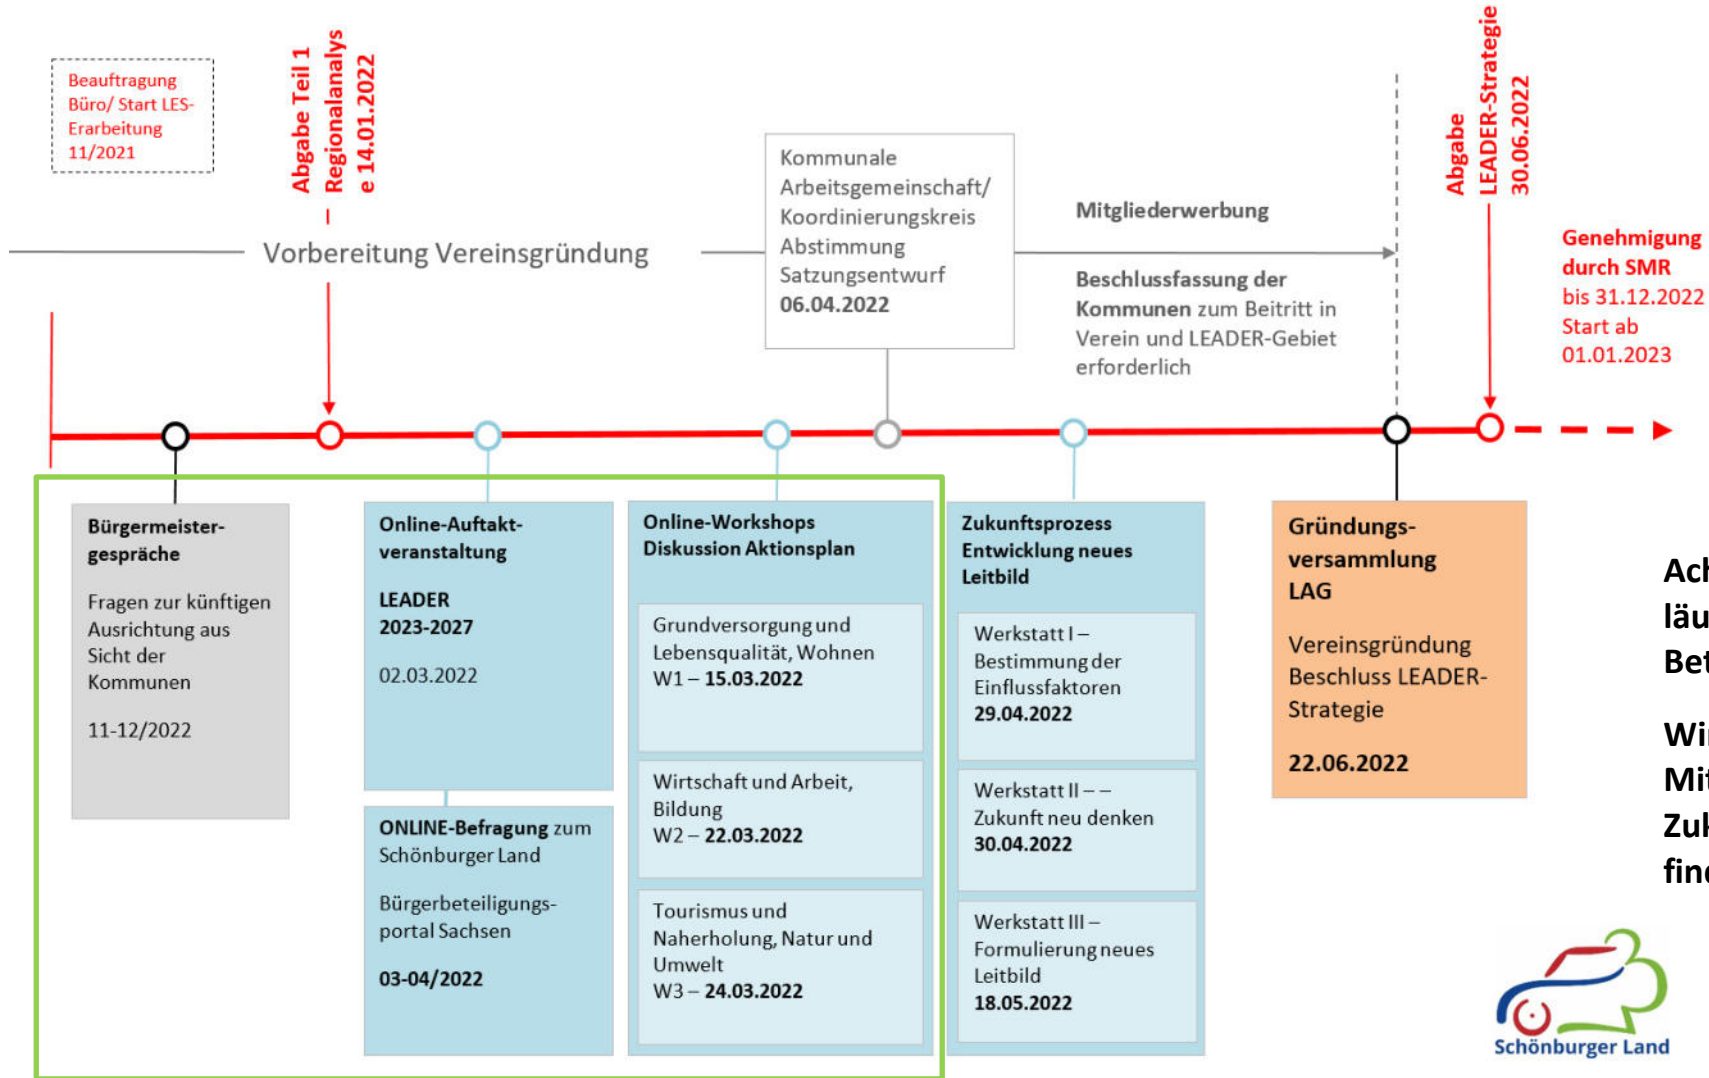 Beauftragung
Büro/ Start LES-
Erarbeitung
11/2021
Abgabe Teil 1
Regionalanalys
e 14.01.2022
Vorbereitung Vereinsgründung
Kommunale
Arbeitsgemeinschaft/
Koordinierungskreis
Abstimmung
Satzungsentwurf
06.04.2022
Mitgliederwerbung
Beschlussfassung der
Kommunen zum Beitritt in
Verein und LEADER-Gebiet
erforderlich
Abgabe
LEADER-Strategie
30.06.2022
Genehmigung
durch SMR
bis 31.12.2022
Start ab
01.01.2023
Bürgermeister-
gespräche
Fragen zur künftigen
Ausrichtung aus
Sicht der
Kommunen
11-12/2022
Online-Auftakt-
veranstaltung
LEADER
2023-2027
02.03.2022
ONLINE-Befragung zum
Schönburger Land
Bürgerbeteiligungs-
portal Sachsen
03-04/2022
Online-Workshops
Diskussion Aktionsplan
Grundversorgung und
Lebensqualität, Wohnen
W1 – 15.03.2022
Wirtschaft und Arbeit,
Bildung
W2 – 22.03.2022
Tourismus und
Naherholung, Natur und
Umwelt
W3 – 24.03.2022
Zukunftsprozess
Entwicklung neues
Leitbild
Werkstatt I –
Bestimmung der
Einflussfaktoren
29.04.2022
Werkstatt II – –
Zukunft neu denken
30.04.2022
Werkstatt III –
Formulierung neues
Leitbild
18.05.2022
Gründungs-
versammlung
LAG
Vereinsgründung
Beschluss LEADER-
Strategie
22.06.2022
Schönburger Land